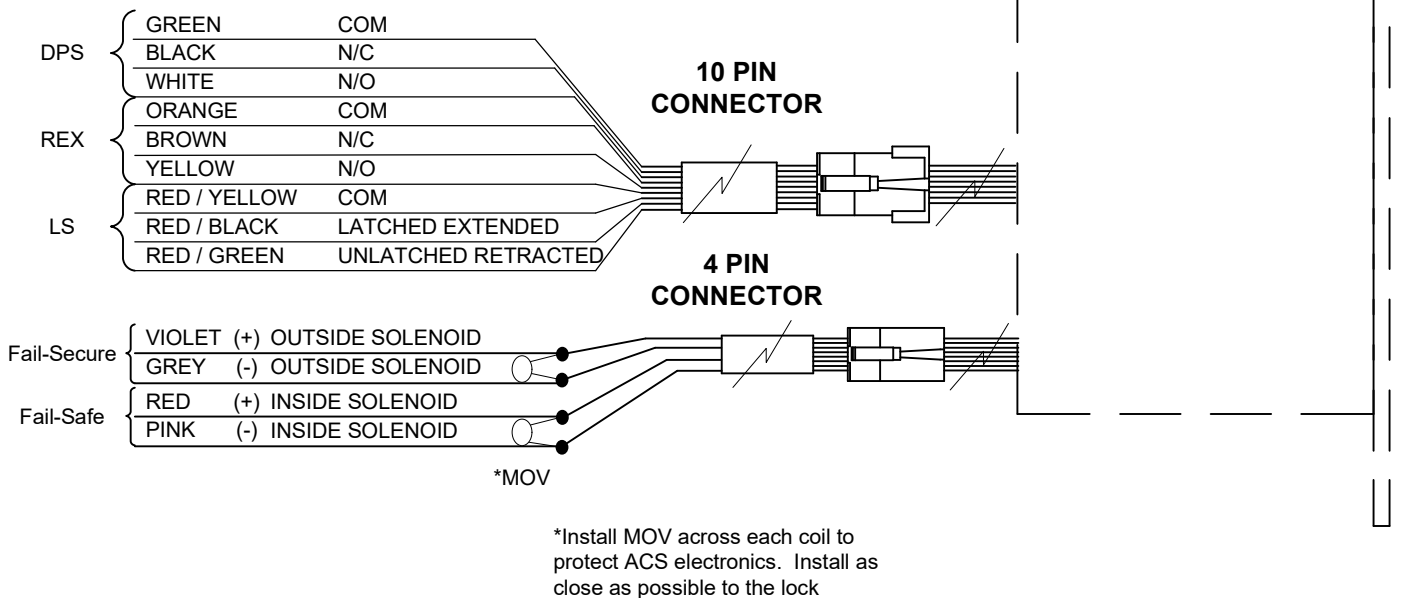 DPS
GREEN COM
BLACK N/C
WHITE N/O
REX
ORANGE COM
BROWN N/C
YELLOW N/O
LS
RED / YELLOW COM
RED / BLACK LATCHED EXTENDED
RED / GREEN UNLATCHED RETRACTED
10 PIN
CONNECTOR
4 PIN
CONNECTOR
Fail-Secure
VIOLET (+) OUTSIDE SOLENOID
GREY (-) OUTSIDE SOLENOID
Fail-Safe
RED (+) INSIDE SOLENOID
PINK (-) INSIDE SOLENOID
*MOV
*Install MOV across each coil to
protect ACS electronics. Install as
close as possible to the lock